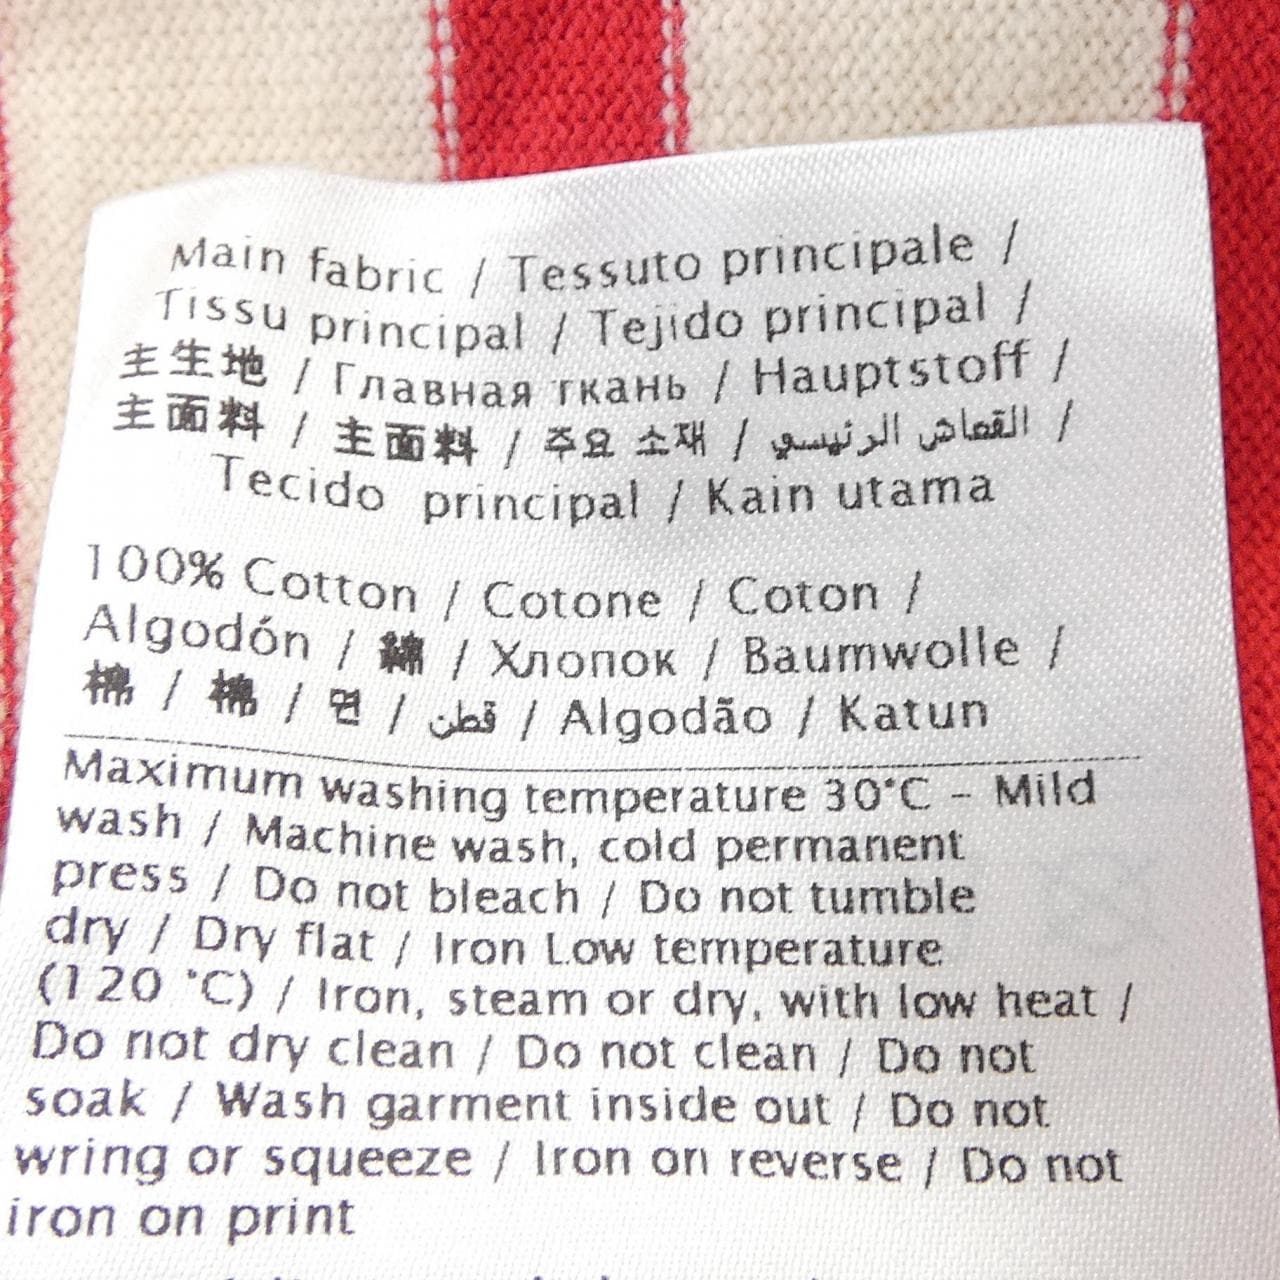 Main fabric / Tessuto principale /
Tissu principal / Tejido principal /
主生地 / Главная ткань / Hauptstoff /
主面料 / 主面料 / 주요 소재 / القماش الرئيسي /
Tecido principal / Kain utama
100% Cotton / Cotone / Coton /
Algodón / 綿 / Хлопок / Baumwolle /
棉 / 棉 / 면 / قطن / Algodão / Katun
Maximum washing temperature 30°C – Mild
wash / Machine wash, cold permanent
press / Do not bleach / Do not tumble
dry / Dry flat / Iron Low temperature
(120 °C) / Iron, steam or dry, with low heat /
Do not dry clean / Do not clean / Do not
soak / Wash garment inside out / Do not
wring or squeeze / Iron on reverse / Do not
iron on print